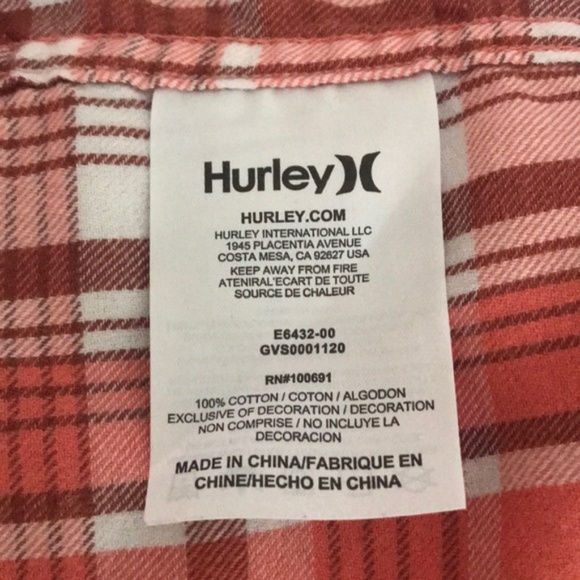 Hurley
HURLEY.COM
HURLEY INTERNATIONAL LLC
1945 PLACENTIA AVENUE
COSTA MESA, CA 92627 USA
KEEP AWAY FROM FIRE
ATENIRAL'ECART DE TOUTE
SOURCE DE CHALEUR
E6432-00
GVS0001120
RN#100691
100% COTTON / COTON / ALGODON
EXCLUSIVE OF DECORATION / DECORATION
NON COMPRISE / NO INCLUYE LA
DECORACION
MADE IN CHINA/FABRIQUE EN
CHINE/HECHO EN CHINA